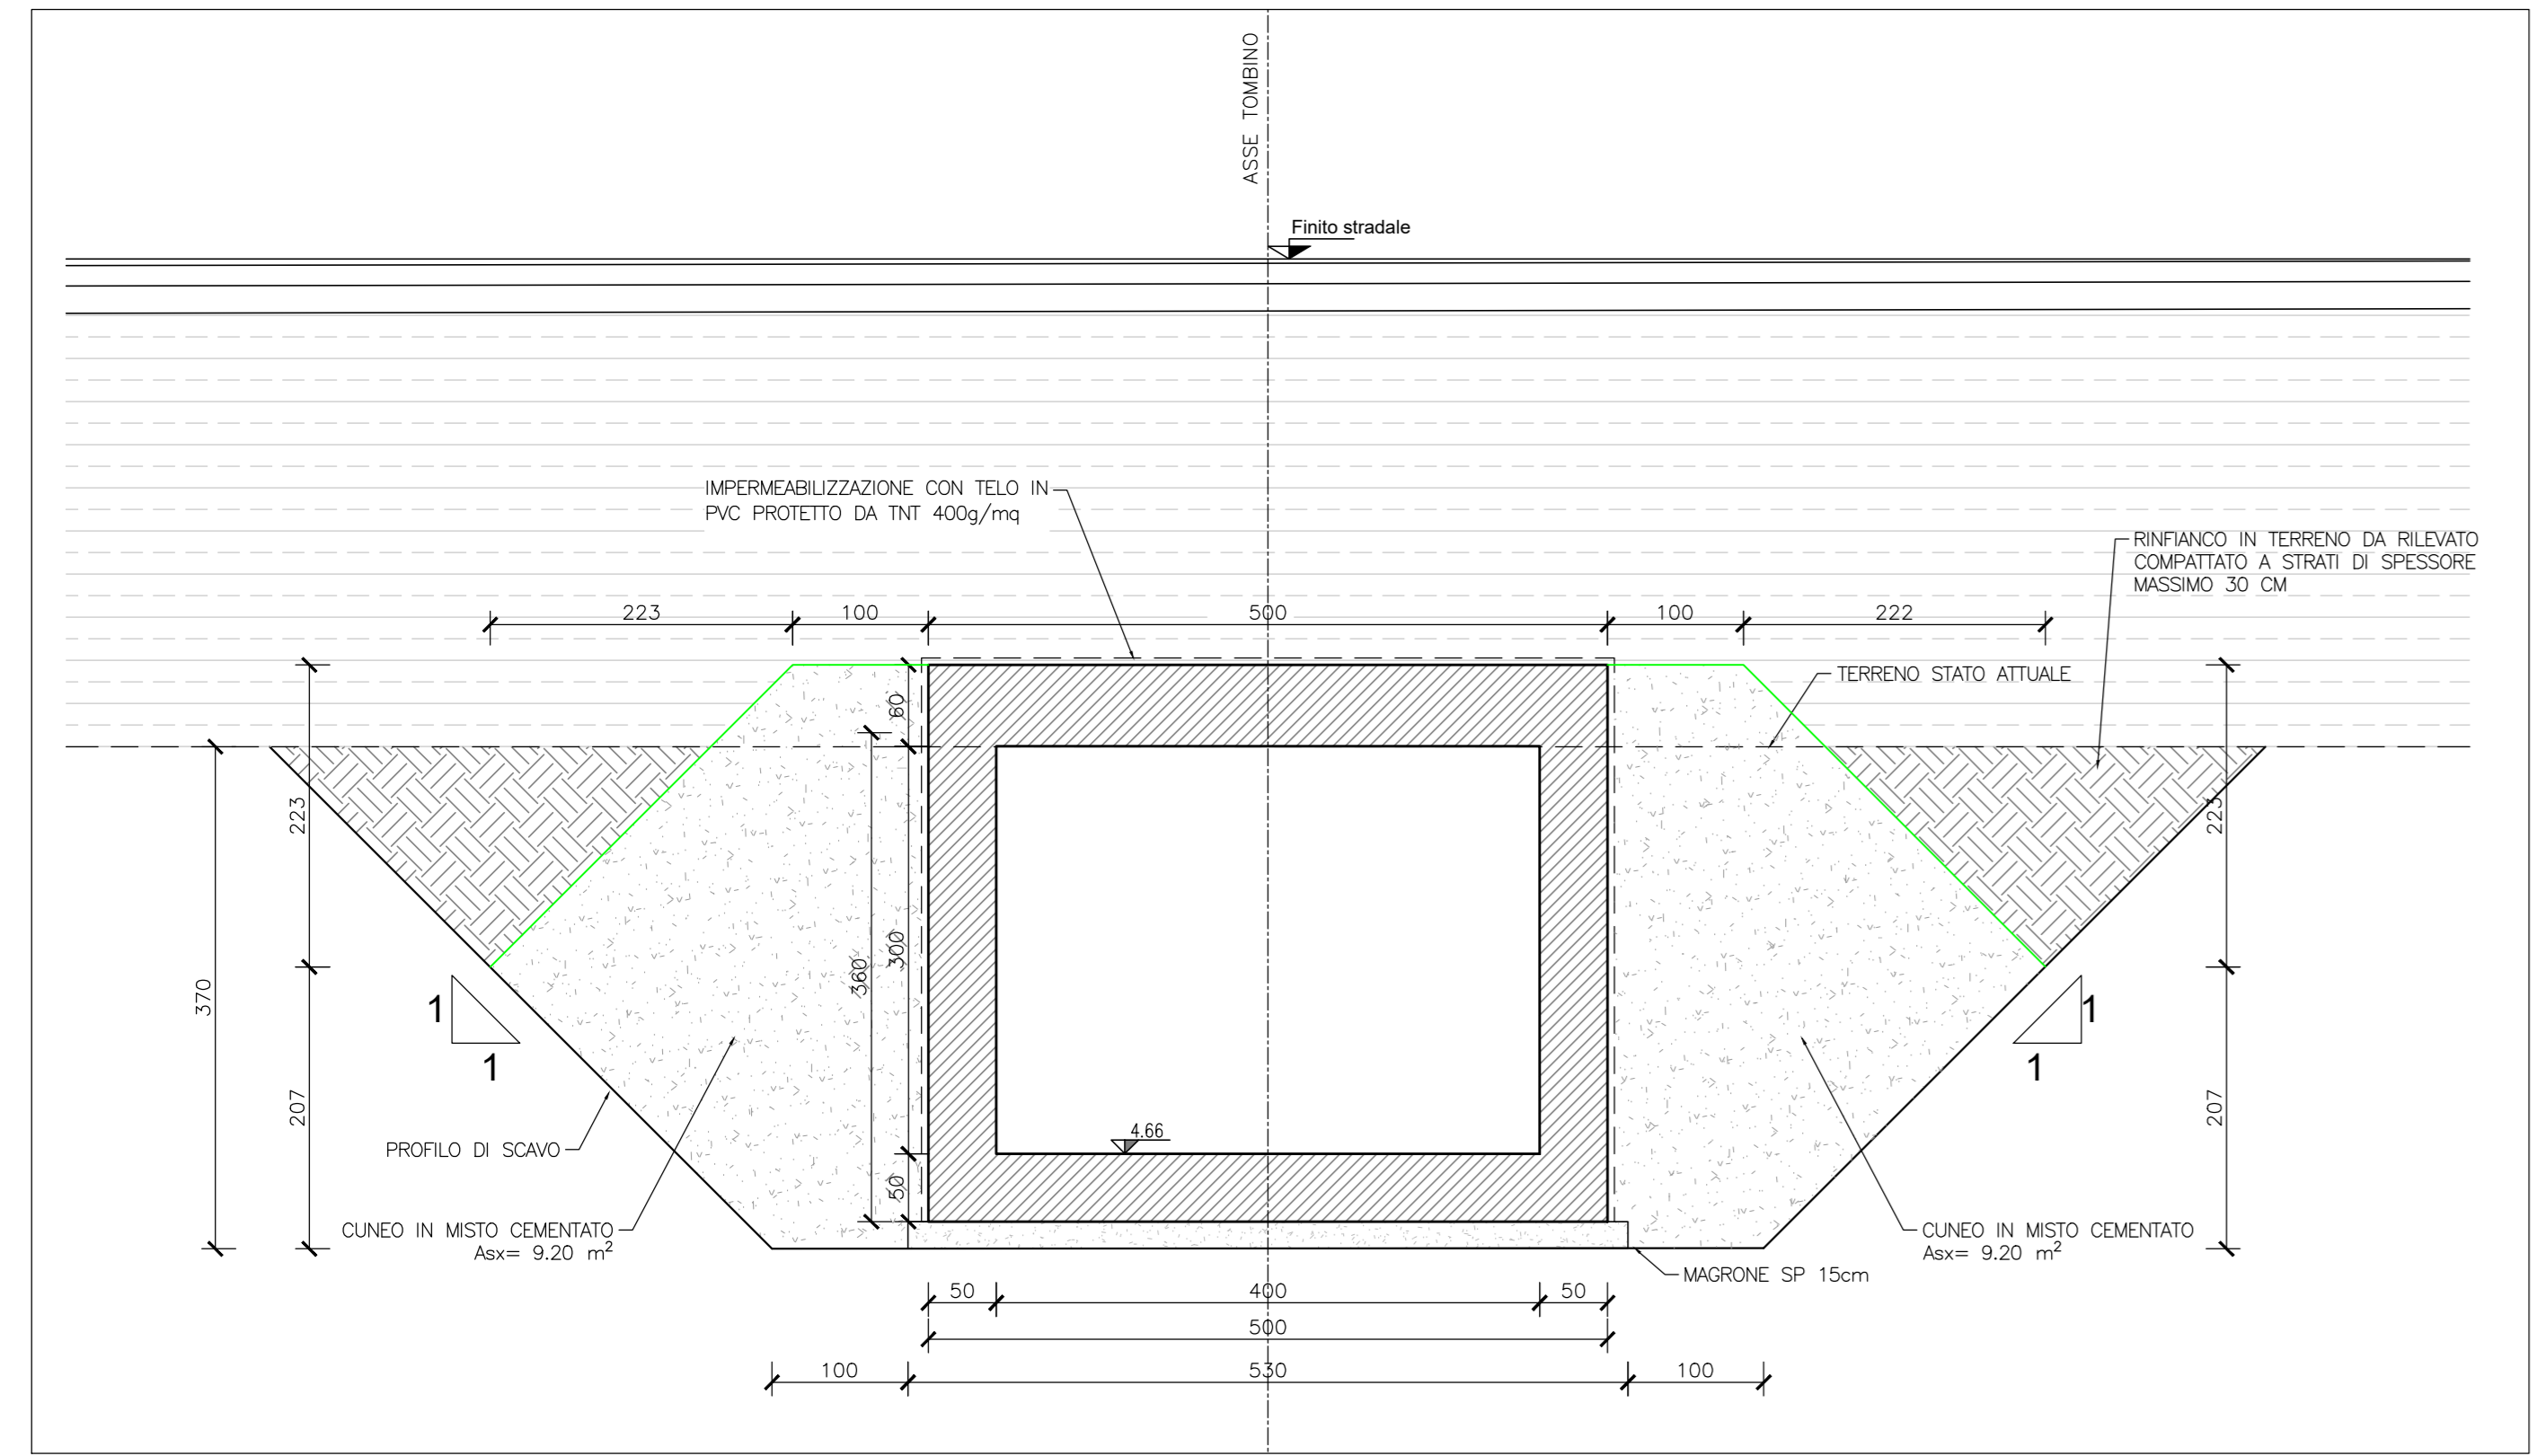 ASSE TOMBINO
Finito stradale
IMPERMEABILIZZAZIONE CON TELO IN
PVC PROTETTO DA TNT 400g/mq
RINFIANCO IN TERRENO DA RILEVATO
COMPATTATO A STRATI DI SPESSORE
MASSIMO 30 CM
223
100
500
100
222
TERRENO STATO ATTUALE
60
223
223
300
360
370
1
1
1
1
207
207
4.66
PROFILO DI SCAVO
50
CUNEO IN MISTO CEMENTATO
Asx= 9.20 m²
CUNEO IN MISTO CEMENTATO
Asx= 9.20 m²
MAGRONE SP 15cm
50
400
50
500
100
530
100